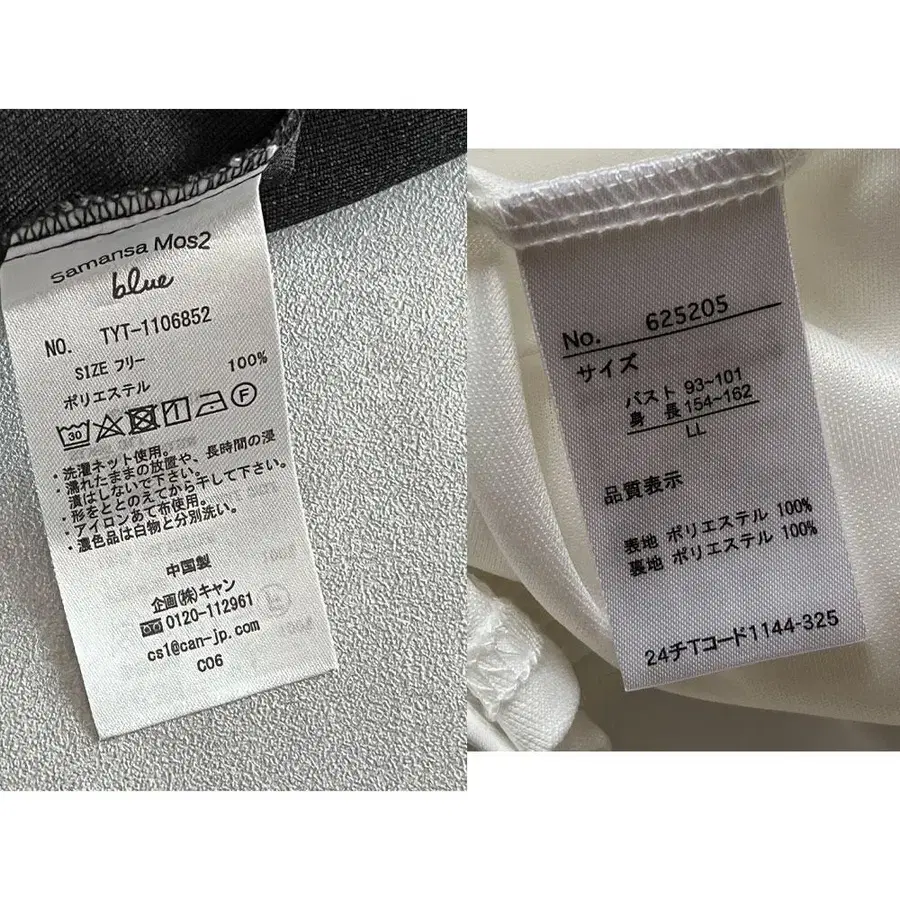 Samansa Mos2
blue
NO. TYT-1106852
SIZE フリー
ポリエステル 100%
30 F
・洗濯ネット使用。
・濡れたままの放置や、長時間の浸
漬はしないで下さい。
・形をととのえてから干して下さい。
・アイロンあて布使用。
・濃色品は白物と分別洗い。
中国製
企画(株)キャン
0120-112961
cs1@can-jp.com
C06
No. 625205
サイズ
バスト 93~101
身長 154~162
LL
品質表示
表地 ポリエステル 100%
裏地 ポリエステル 100%
24チTコード1144-325